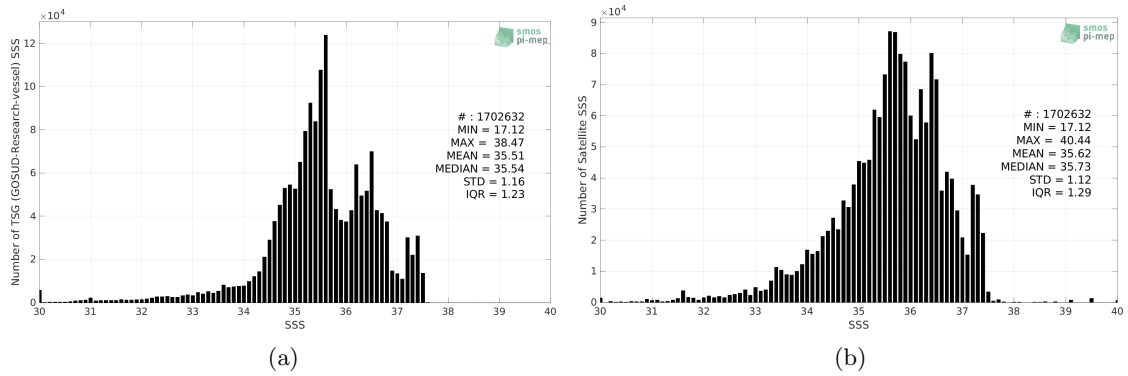 ×10⁴
12
10
8
6
4
2
0
Number of TSG (GOSUD-Research-vessel) SSS
30 31 32 33 34 35 36 37 38 39 40
SSS
smos
pi-mep
# : 1702632
MIN = 17.12
MAX = 38.47
MEAN = 35.51
MEDIAN = 35.54
STD = 1.16
IQR = 1.23
(a)
×10⁴
9
8
7
6
5
4
3
2
1
0
Number of Satellite SSS
30 31 32 33 34 35 36 37 38 39 40
SSS
smos
pi-mep
# : 1702632
MIN = 17.12
MAX = 40.44
MEAN = 35.62
MEDIAN = 35.73
STD = 1.12
IQR = 1.29
(b)